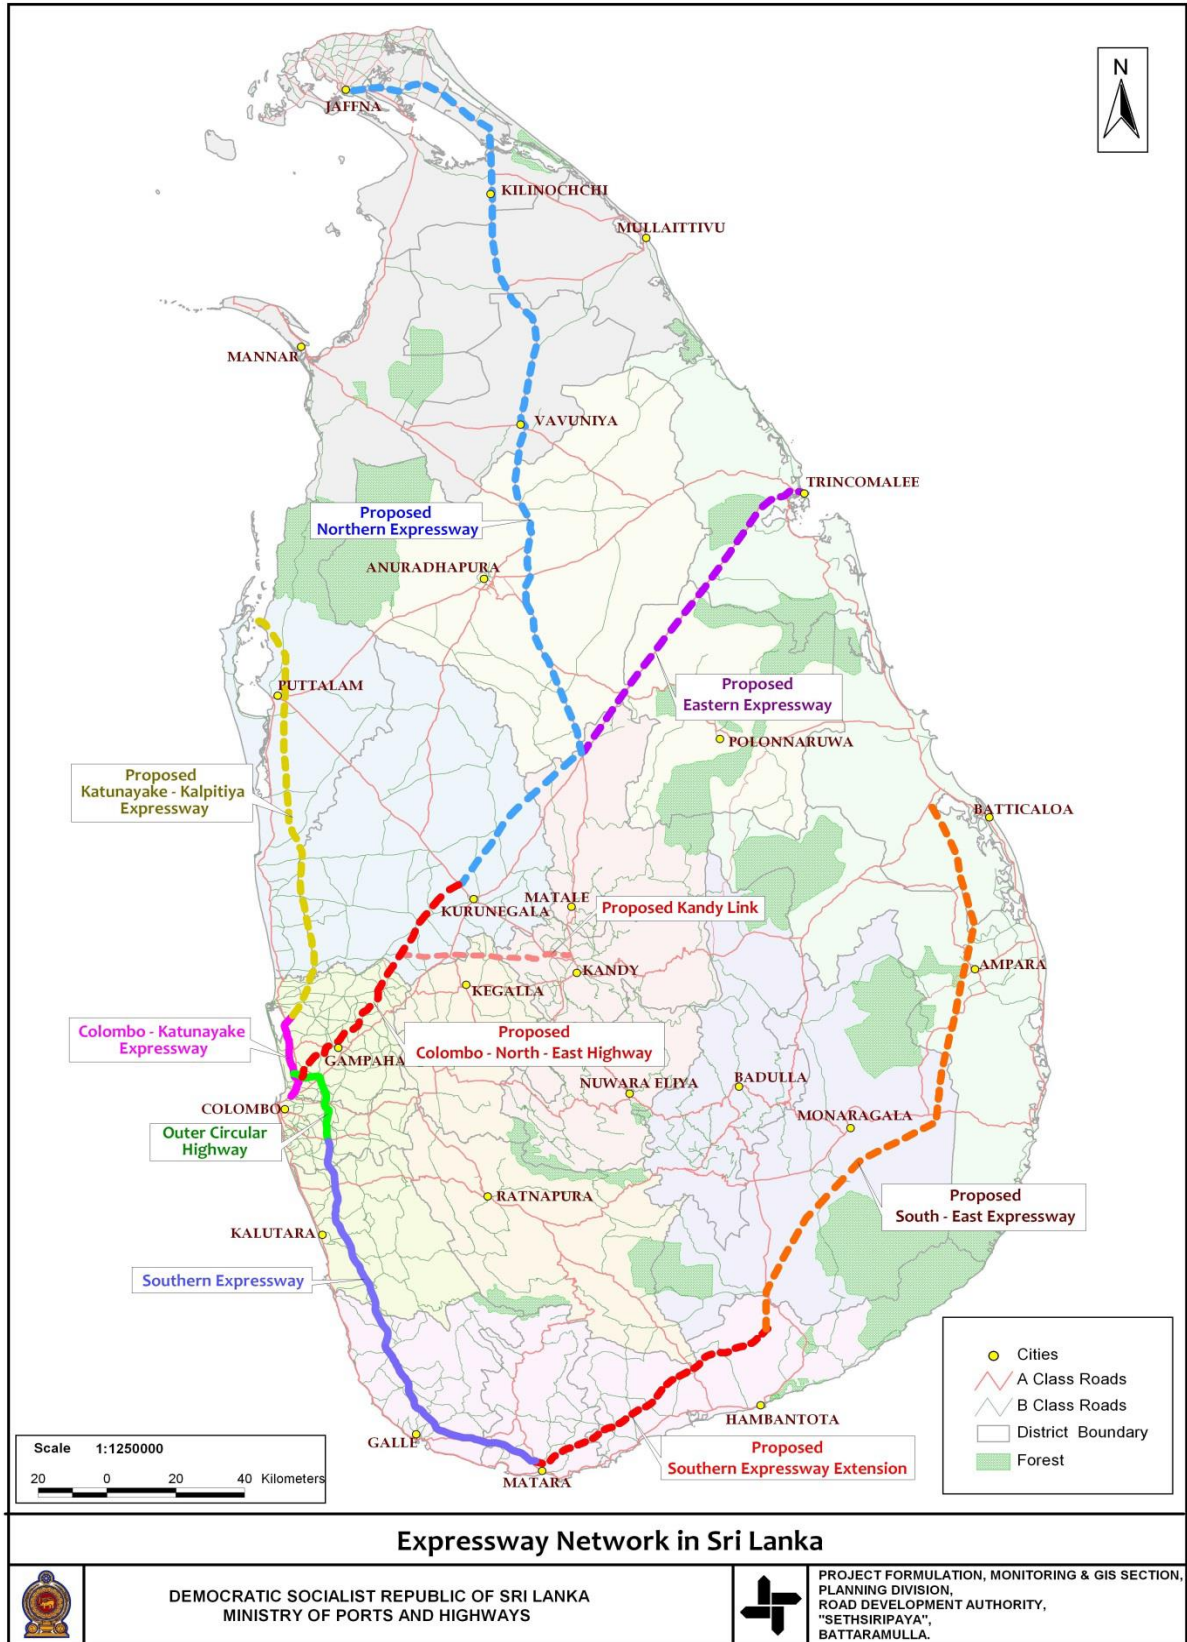 N
JAFFNA
KILINOCHCHI
MULLAITTIVU
MANNAR
VAVUNIYA
TRINCOMALEE
Proposed
Northern Expressway
ANURADHAPURA
PUTTALAM
Proposed
Eastern Expressway
POLONNARUWA
Proposed
Katunayake - Kalpitiya
Expressway
BATTICALOA
MATALE
KURUNEGALA
Proposed Kandy Link
AMPARA
KANDY
KEGALLA
Colombo - Katunayake
Expressway
Proposed
Colombo - North - East Highway
GAMPAHA
NUWARA ELIYA
BADULLA
COLOMBO
MONARAGALA
Outer Circular
Highway
RATNAPURA
Proposed
South - East Expressway
KALUTARA
Southern Expressway
Cities
A Class Roads
B Class Roads
District Boundary
Forest
HAMBANTOTA
GALLE
Proposed
Southern Expressway Extension
MATARA
Scale 1:1250000
20 0 20 40 Kilometers
Expressway Network in Sri Lanka
DEMOCRATIC SOCIALIST REPUBLIC OF SRI LANKA
MINISTRY OF PORTS AND HIGHWAYS
PROJECT FORMULATION, MONITORING & GIS SECTION,
PLANNING DIVISION,
ROAD DEVELOPMENT AUTHORITY,
"SETHSIRIPAYA",
BATTARAMULLA.